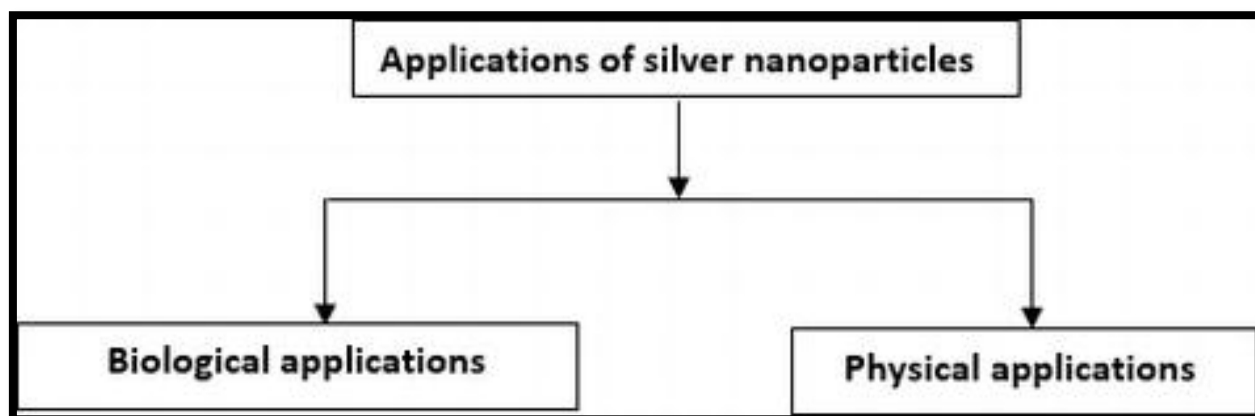 Applications of silver nanoparticles
Biological applications
Physical applications